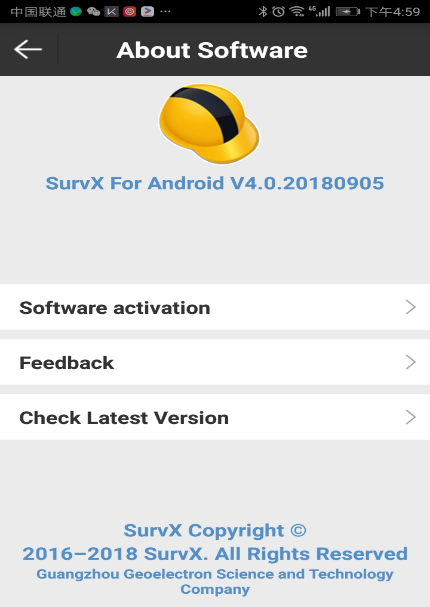 中国联通 ... 4G 下午4:59
About Software
SurvX For Android V4.0.20180905
Software activation
Feedback
Check Latest Version
SurvX Copyright ©
2016–2018 SurvX. All Rights Reserved
Guangzhou Geoelectron Science and Technology
Company